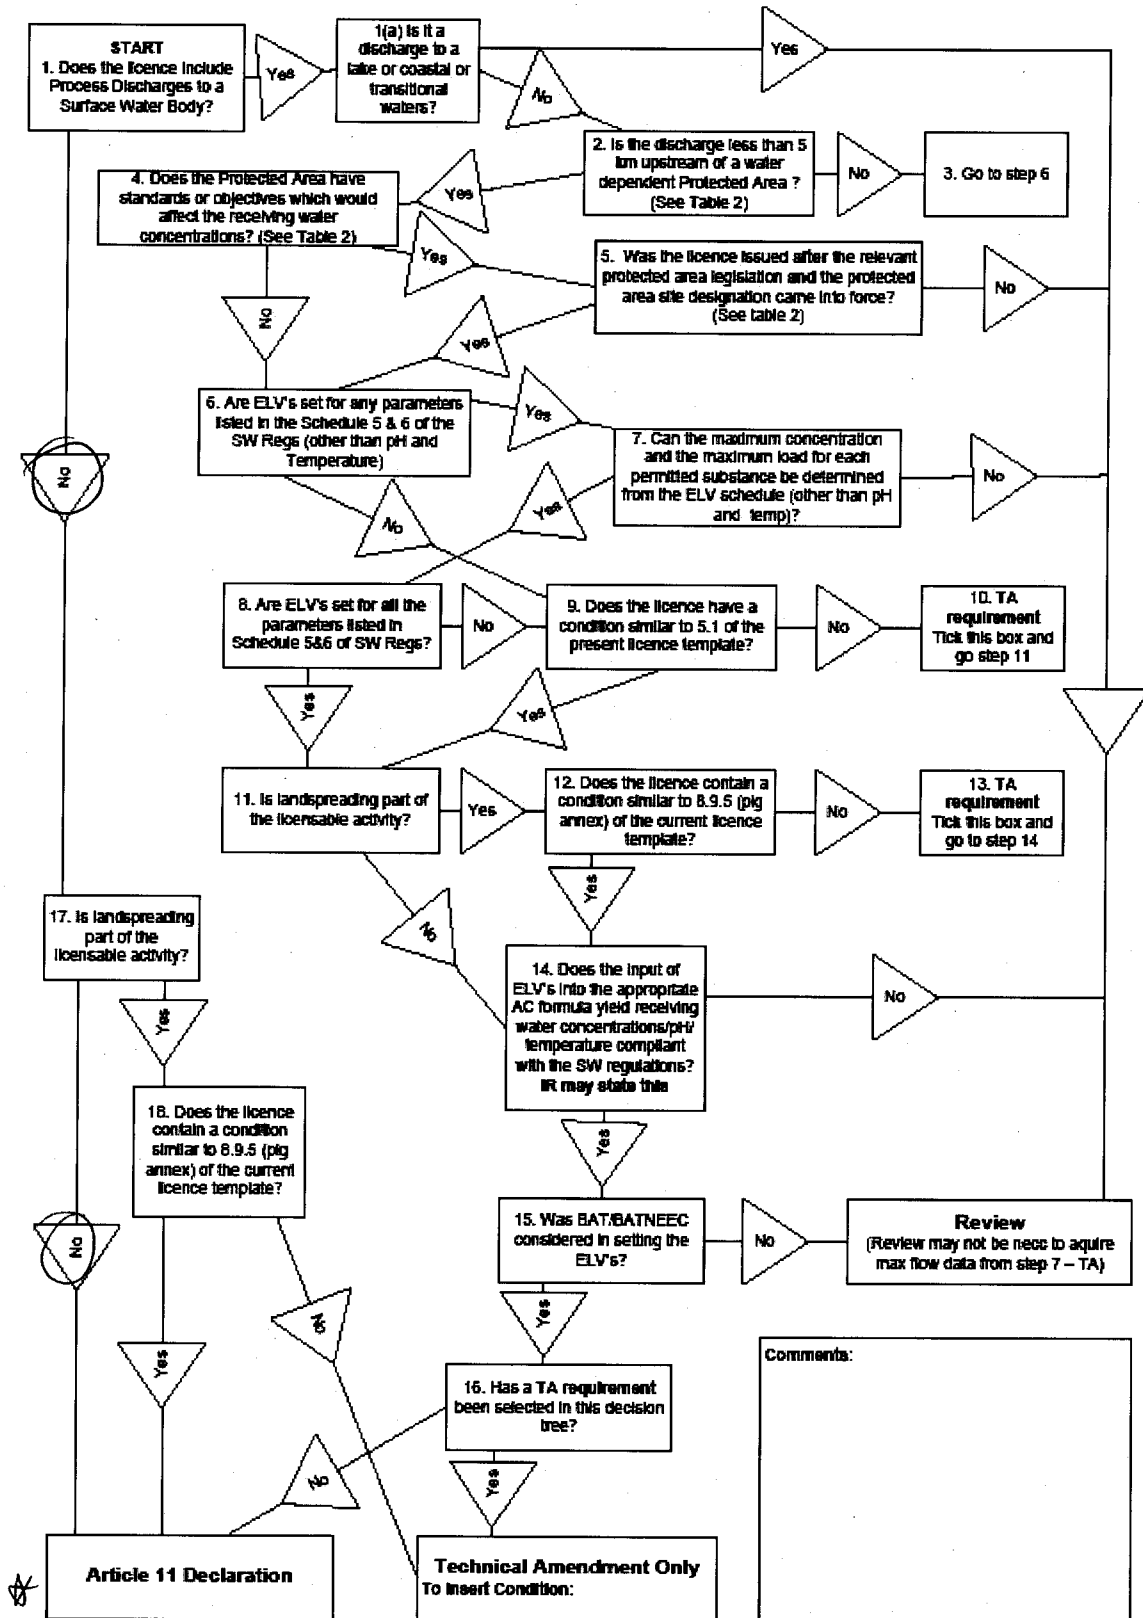 START
1. Does the licence include
Process Discharges to a
Surface Water Body?
Yes
1(a) Is it a
discharge to a
lake or coastal or
transitional
waters?
Yes
No
2. Is the discharge less than 5
km upstream of a water
dependent Protected Area ?
(See Table 2)
No
3. Go to step 6
Yes
4. Does the Protected Area have
standards or objectives which would
affect the receiving water
concentrations? (See Table 2)
Yes
No
5. Was the licence issued after the relevant
protected area legislation and the protected
area site designation came into force?
(See table 2)
No
Yes
6. Are ELV's set for any parameters
listed in the Schedule 5 & 6 of the
SW Regs (other than pH and
Temperature)
Yes
No
7. Can the maximum concentration
and the maximum load for each
permitted substance be determined
from the ELV schedule (other than pH
and temp)?
No
Yes
No
8. Are ELV's set for all the
parameters listed in
Schedule 5&6 of SW Regs?
No
9. Does the licence have a
condition similar to 5.1 of the
present licence template?
No
10. TA
requirement
Tick this box and
go step 11
Yes
Yes
11. Is landspreading part of
the licensable activity?
Yes
12. Does the licence contain a
condition similar to 8.9.5 (pig
annex) of the current licence
template?
No
13. TA
requirement
Tick this box and
go to step 14
Yes
No
17. Is landspreading
part of the
licensable activity?
Yes
14. Does the input of
ELV's into the appropritate
AC formula yield receiving
water concentrations/pH/
temperature compliant
with the SW regulations?
IR may state this
No
Yes
18. Does the licence
contain a condition
similar to 8.9.5 (pig
annex) of the current
licence template?
No
15. Was BAT/BATNEEC
considered in setting the
ELV's?
No
Review
(Review may not be necc to aquire
max flow data from step 7 – TA)
Yes
No
Yes
16. Has a TA requirement
been selected in this decision
tree?
No
Yes
Comments:
Article 11 Declaration
Technical Amendment Only
To Insert Condition: